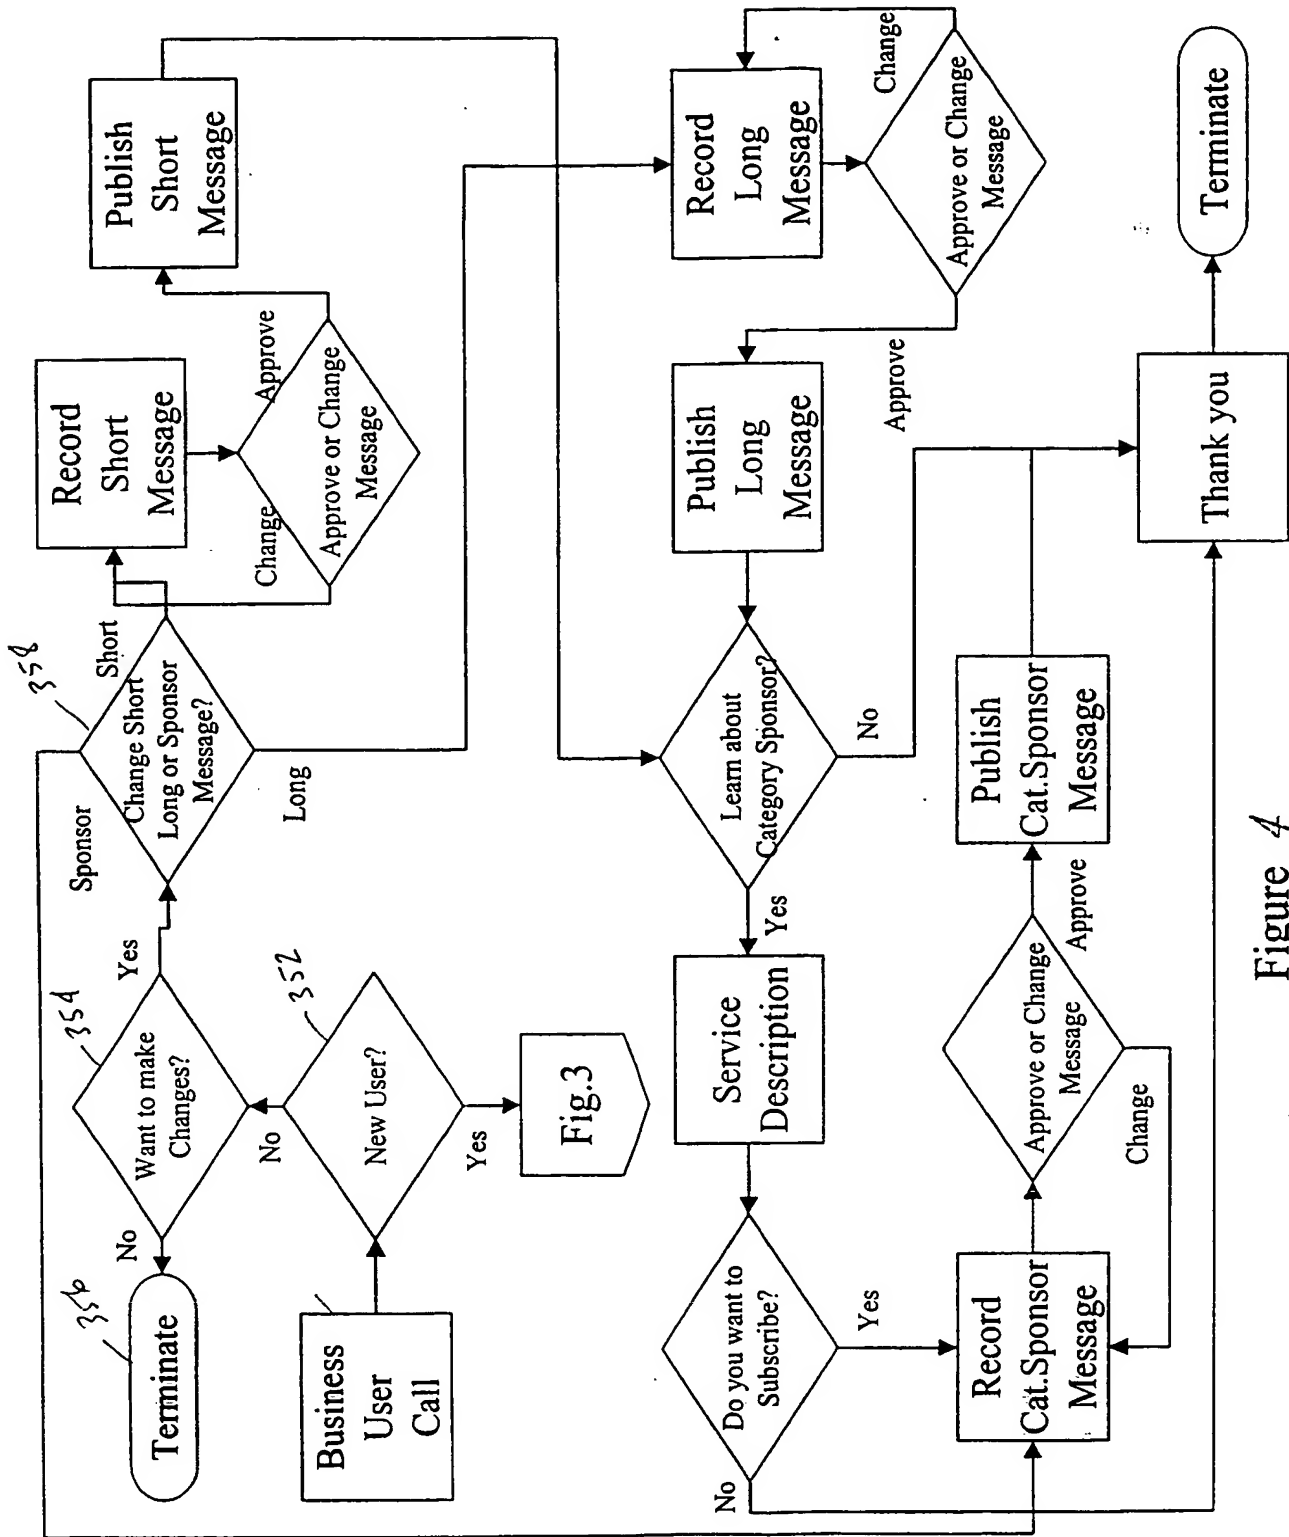 356
Terminate
No
354
Want to make
Changes?
Yes
Sponsor
358
Change Short
Long or Sponsor
Message?
Short
Long
Record
Short
Message
Change
Approve or Change
Message
Approve
Publish
Short
Message
Business
User
Call
352
New User?
No
Yes
Fig.3
Do you want to
Subscribe?
No
Yes
Service
Description
Yes
Learn about
Category Sponsor?
No
Publish
Long
Message
Approve
Record
Long
Message
Change
Approve or Change
Message
Record
Cat.Sponsor
Message
Approve or Change
Message
Change
Approve
Publish
Cat.Sponsor
Message
Thank you
Terminate
Figure 4